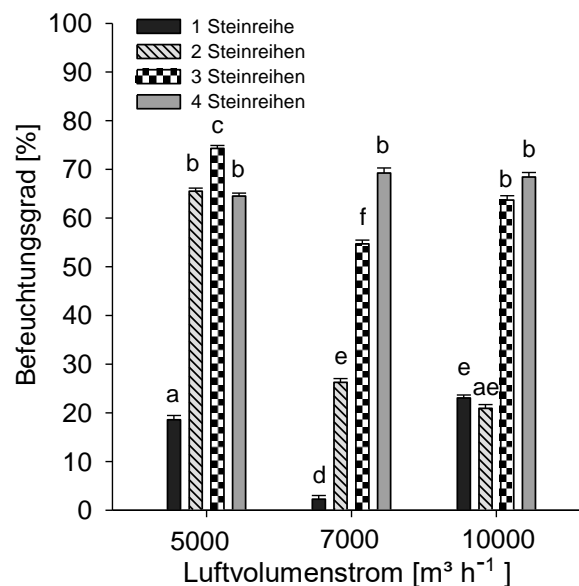 100
90
80
70
60
50
40
30
20
10
0
Befeuchtungsgrad [%]
1 Steinreihe
2 Steinreihen
3 Steinreihen
4 Steinreihen
a b c b
d e f b
e ae b b
5000 7000 10000
Luftvolumenstrom [m³ h⁻¹ ]